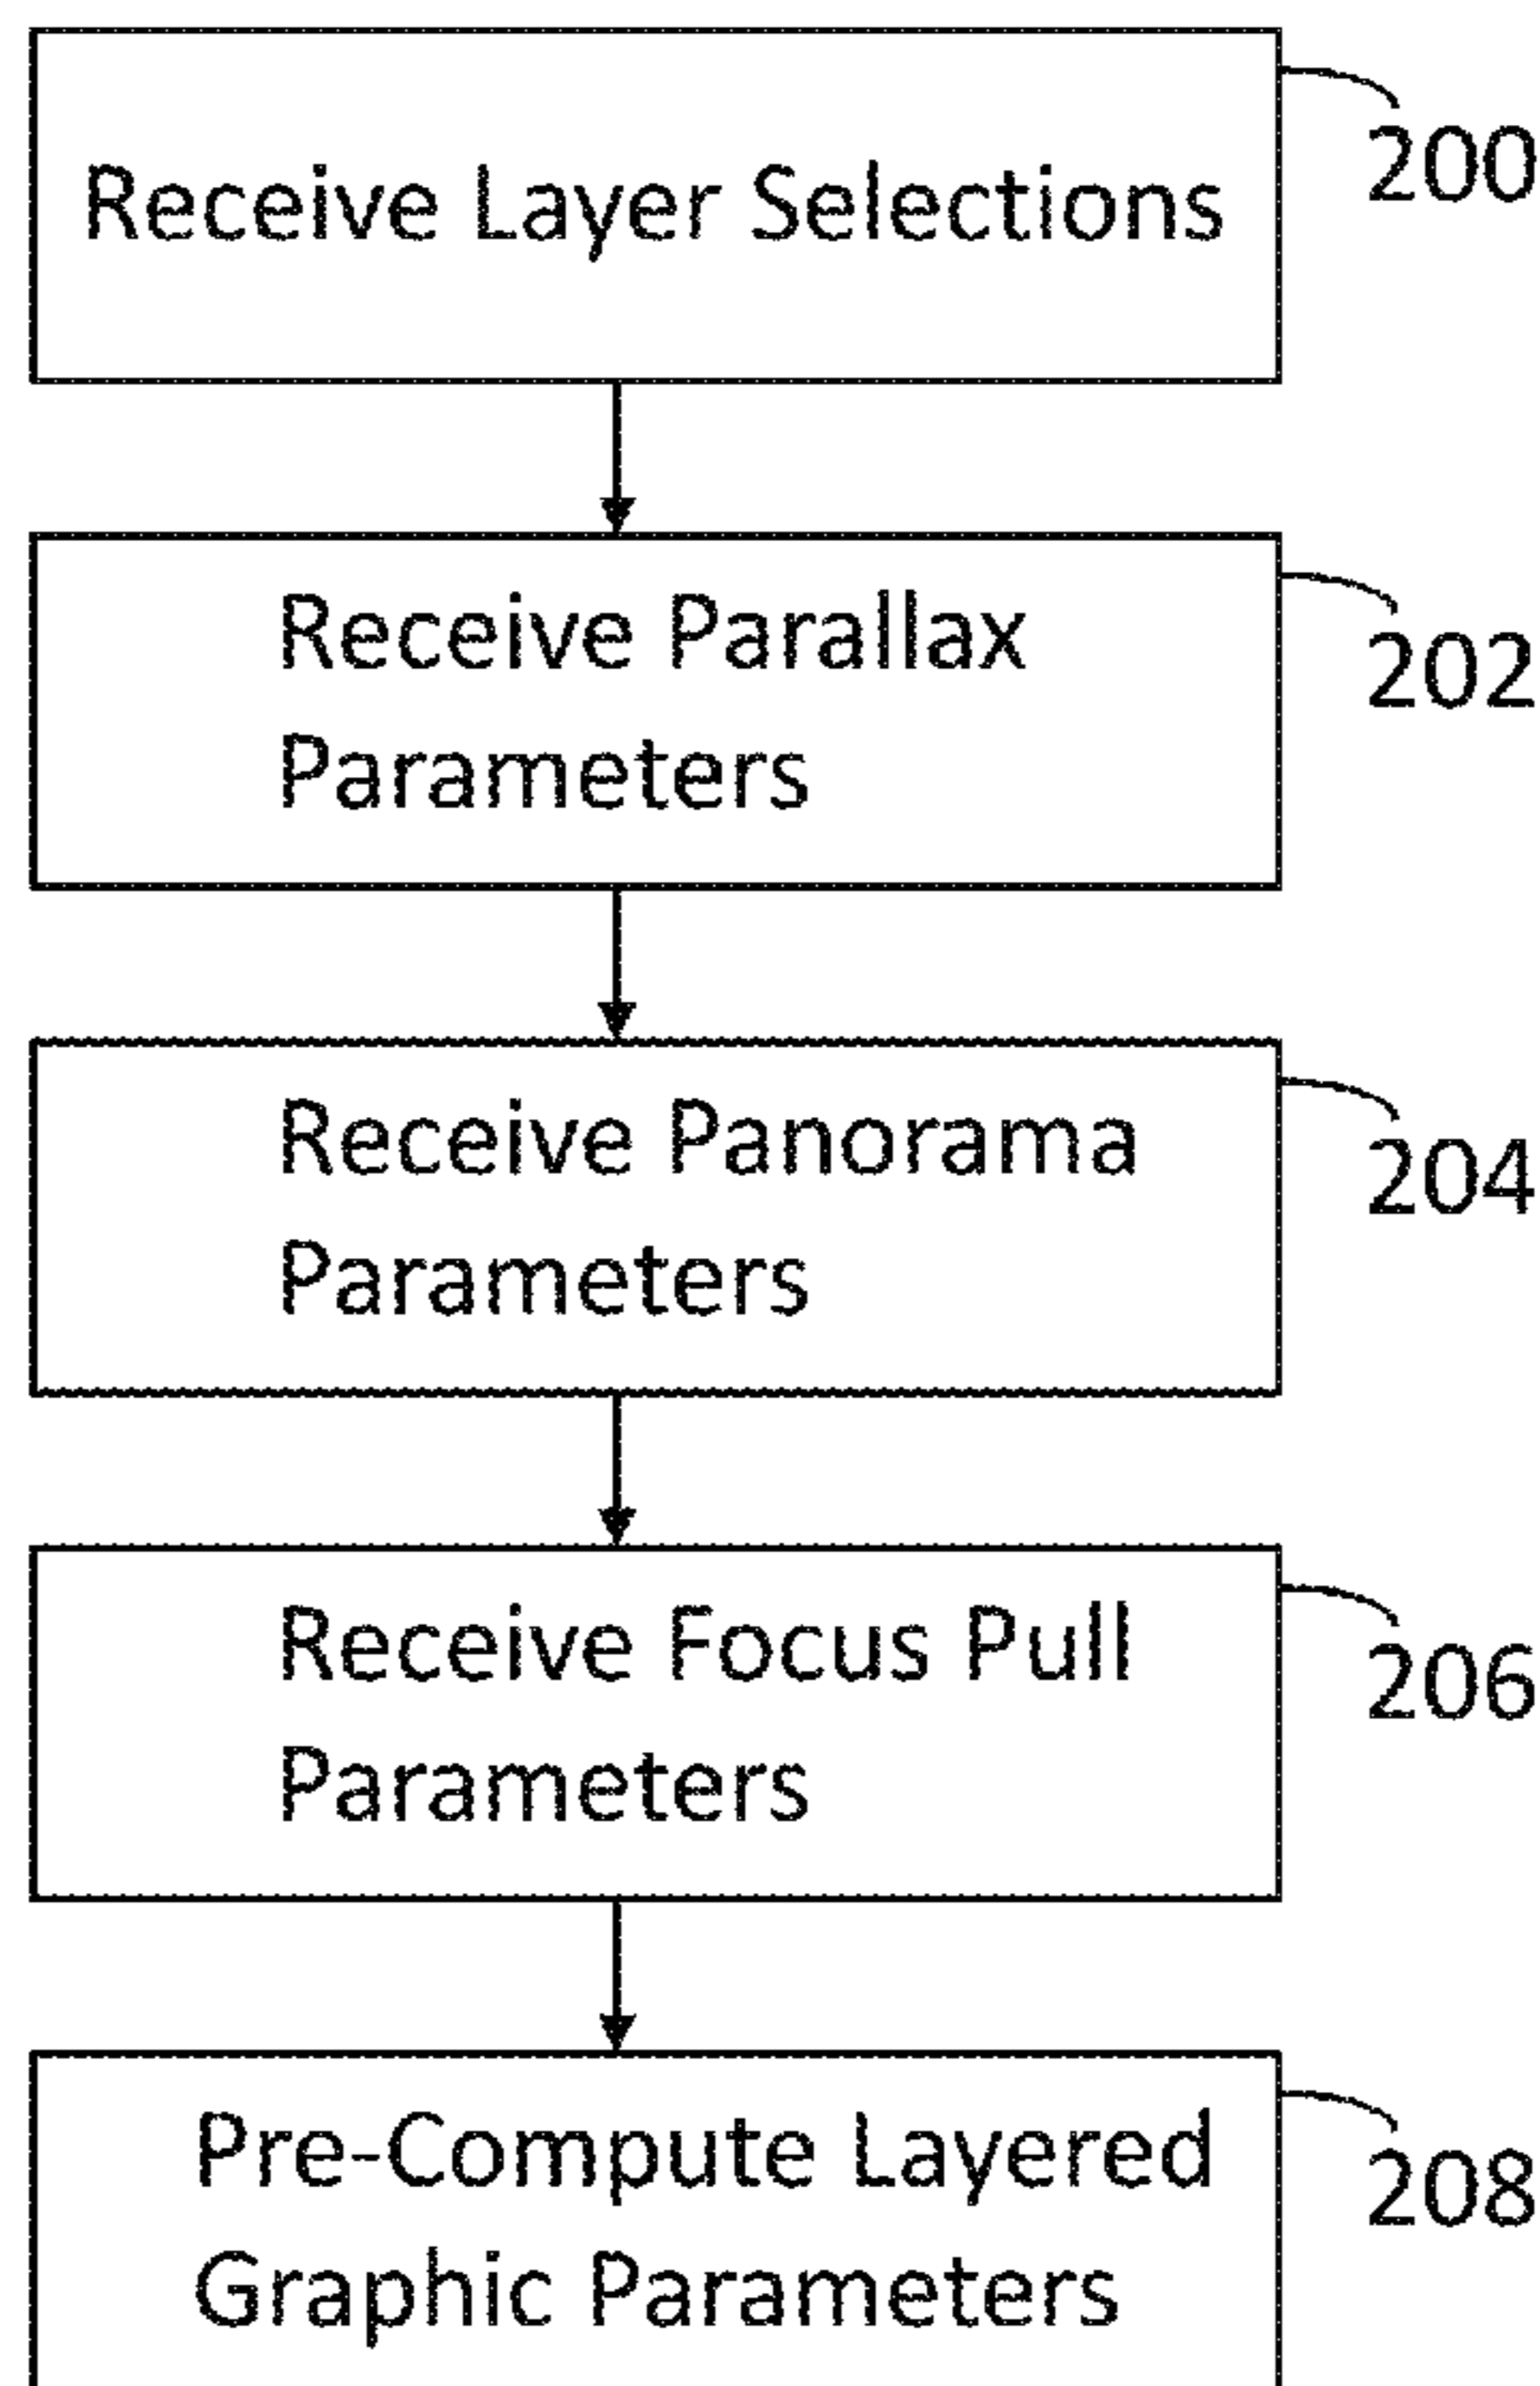 Receive Layer Selections
200
Receive Parallax
Parameters
202
Receive Panorama
Parameters
204
Receive Focus Pull
Parameters
206
Pre-Compute Layered
Graphic Parameters
208